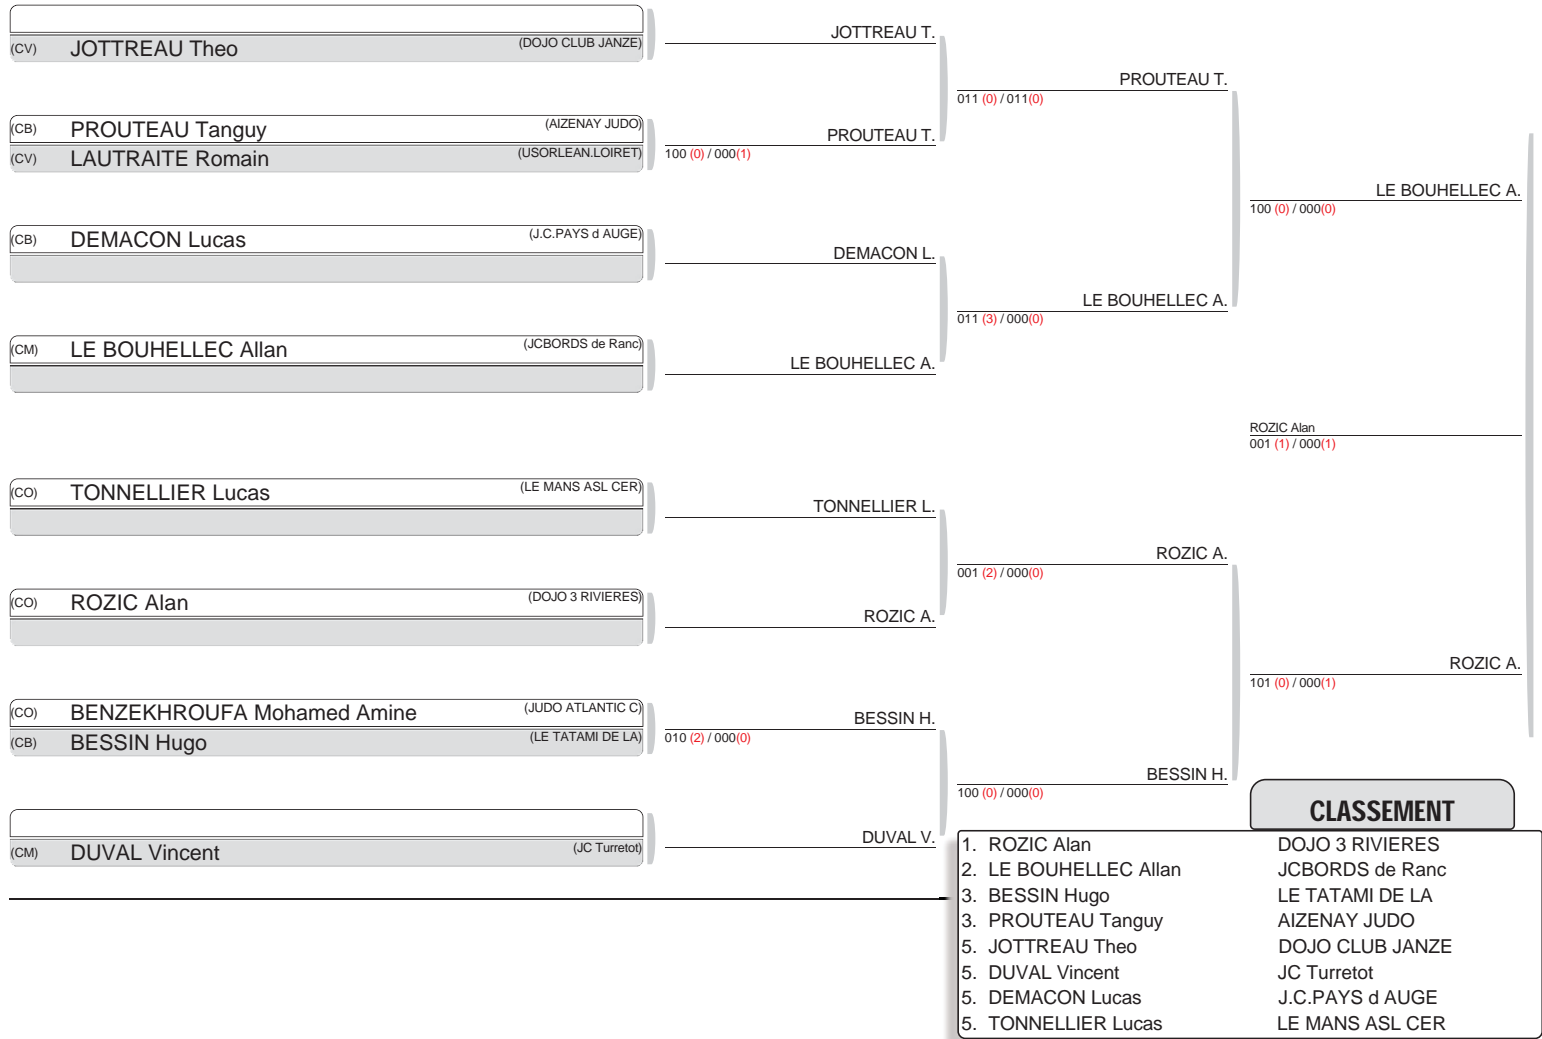 (CV) JOTTREAU Theo (DOJO CLUB JANZE)
(CB) PROUTEAU Tanguy (AIZENAY JUDO)
(CV) LAUTRAITE Romain (USORLEAN.LOIRET)
(CB) DEMACON Lucas (J.C.PAYS d AUGE)
(CM) LE BOUHELLEC Allan (JCBORDS de Ranc)
(CO) TONNELLIER Lucas (LE MANS ASL CER)
(CO) ROZIC Alan (DOJO 3 RIVIERES)
(CO) BENZEKHROUFA Mohamed Amine (JUDO ATLANTIC C)
(CB) BESSIN Hugo (LE TATAMI DE LA)
(CM) DUVAL Vincent (JC Turretot)
JOTTREAU T.
PROUTEAU T.
100 (0) / 000(1)
DEMACON L.
LE BOUHELLEC A.
TONNELLIER L.
ROZIC A.
BESSIN H.
010 (2) / 000(0)
DUVAL V.
PROUTEAU T.
011 (0) / 011(0)
LE BOUHELLEC A.
011 (3) / 000(0)
ROZIC A.
001 (2) / 000(0)
BESSIN H.
100 (0) / 000(0)
LE BOUHELLEC A.
100 (0) / 000(0)
ROZIC Alan
001 (1) / 000(1)
ROZIC A.
101 (0) / 000(1)
CLASSEMENT
1. ROZIC Alan DOJO 3 RIVIERES
2. LE BOUHELLEC Allan JCBORDS de Ranc
3. BESSIN Hugo LE TATAMI DE LA
3. PROUTEAU Tanguy AIZENAY JUDO
5. JOTTREAU Theo DOJO CLUB JANZE
5. DUVAL Vincent JC Turretot
5. DEMACON Lucas J.C.PAYS d AUGE
5. TONNELLIER Lucas LE MANS ASL CER